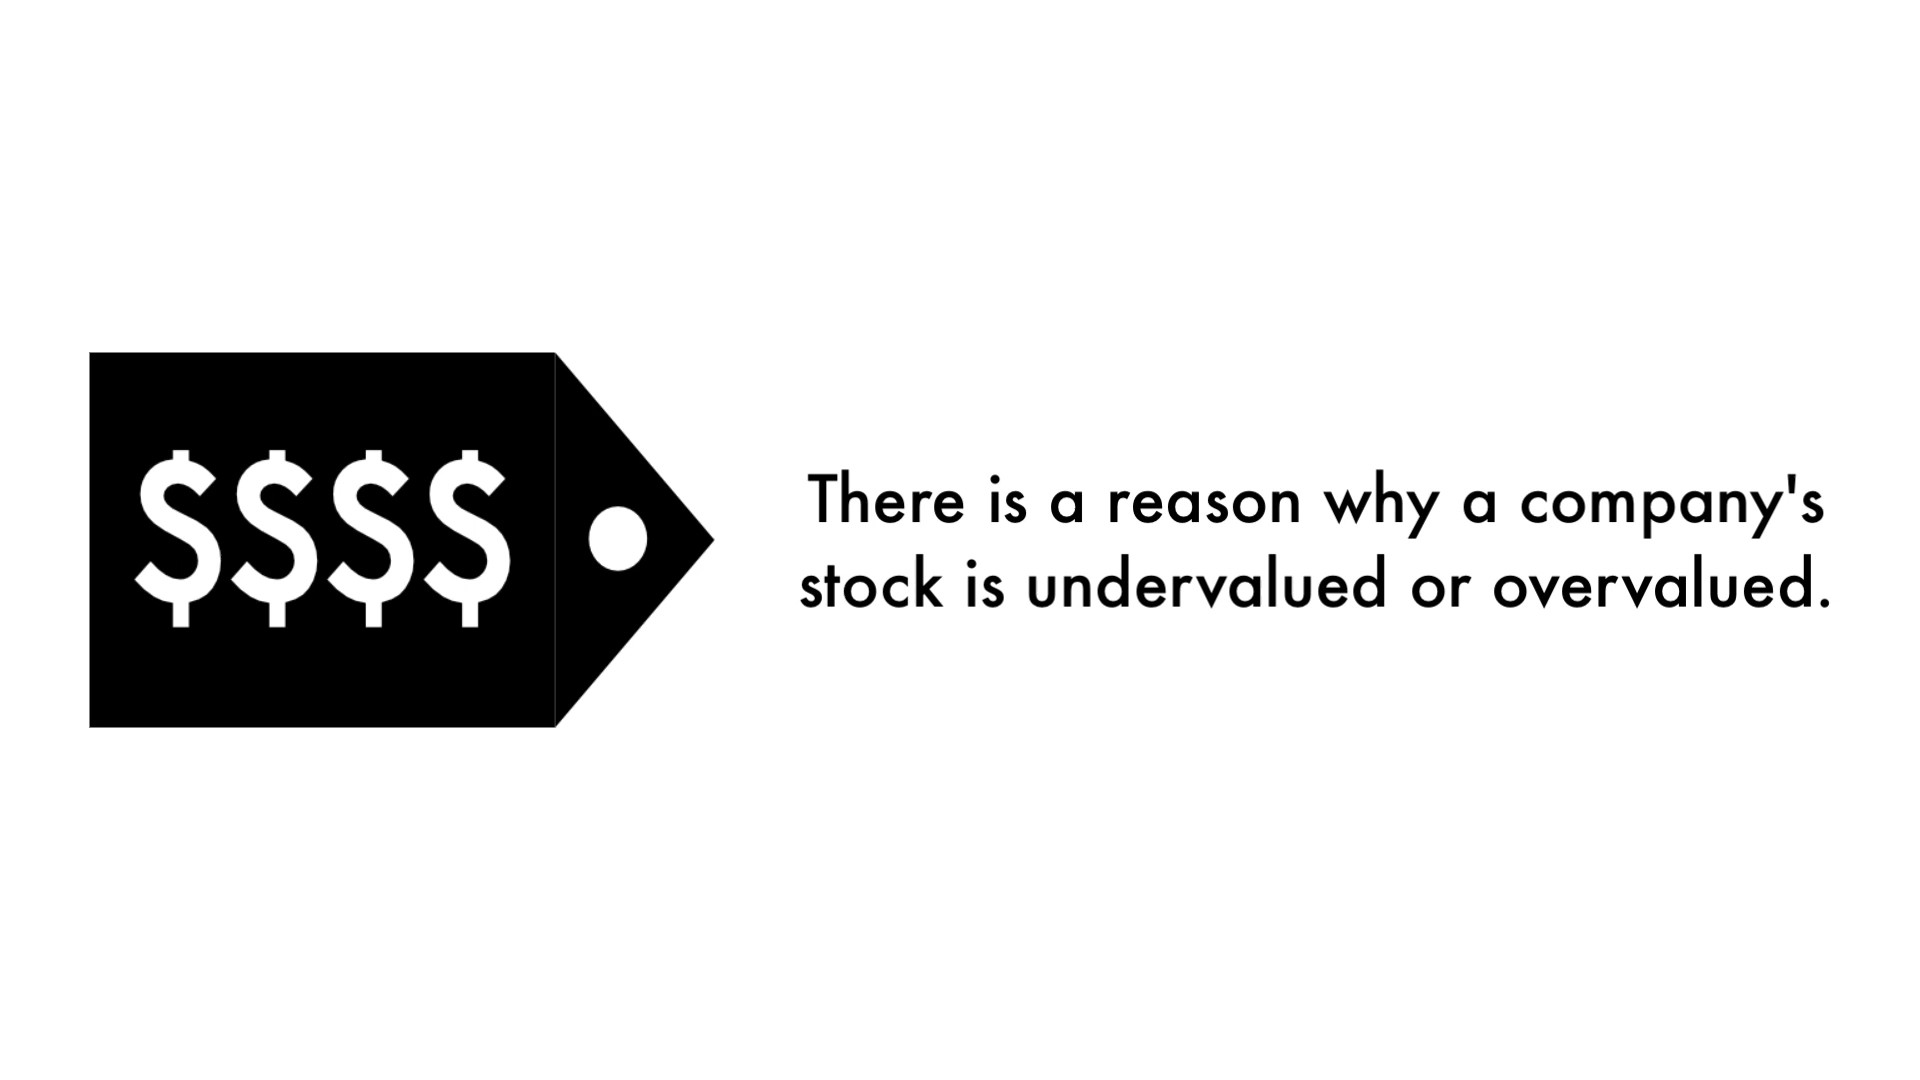 $$$$
There is a reason why a company's
stock is undervalued or overvalued.